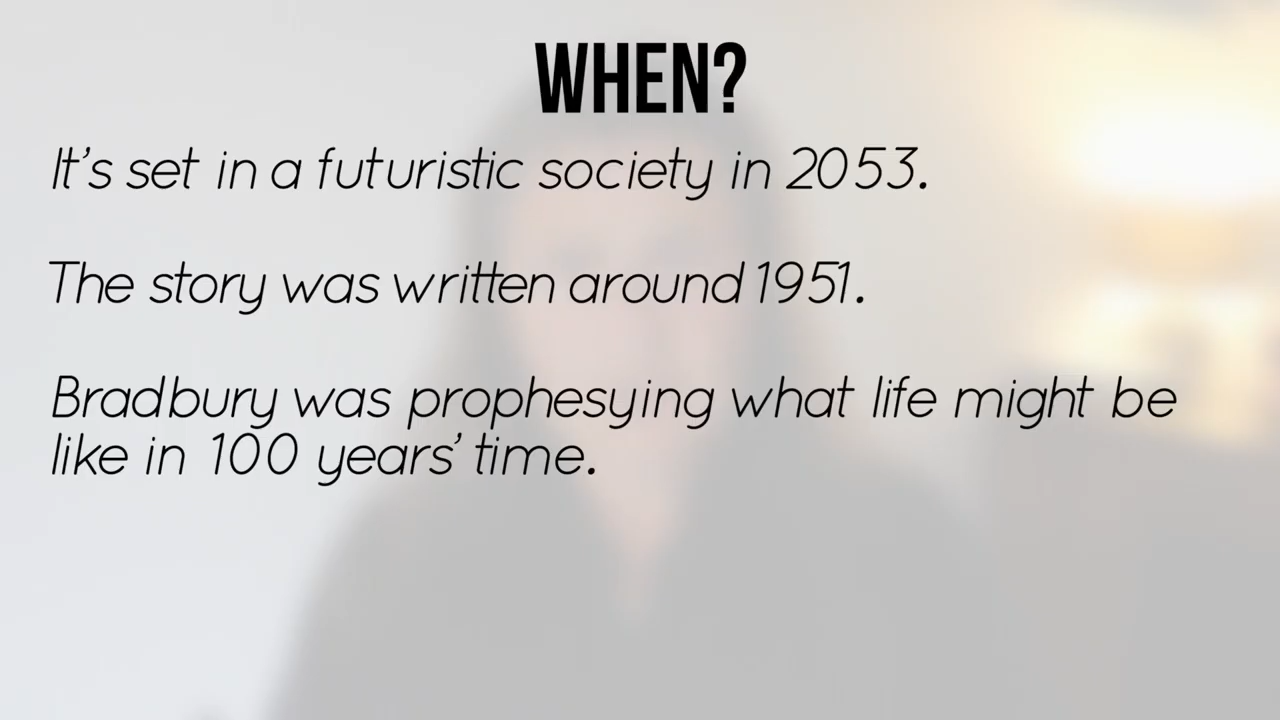 WHEN?
It's set in a futuristic society in 2053.
The story was written around 1951.
Bradbury was prophesying what life might be
like in 100 years' time.